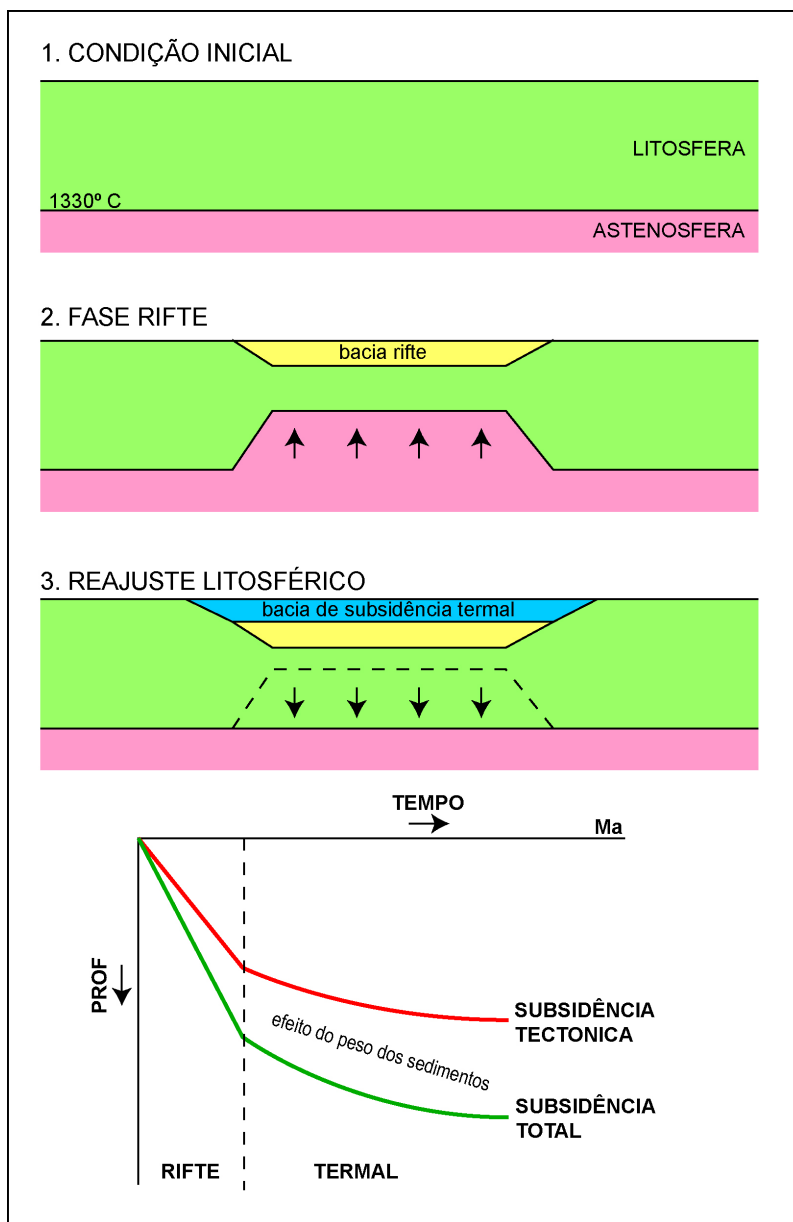 1. CONDIÇÃO INICIAL
LITOSFERA
1330º C
ASTENOSFERA
2. FASE RIFTE
bacia rifte
3. REAJUSTE LITOSFÉRICO
bacia de subsidência termal
TEMPO
Ma
PROF
SUBSIDÊNCIA
TECTONICA
efeito do peso dos sedimentos
SUBSIDÊNCIA
TOTAL
RIFTE
TERMAL